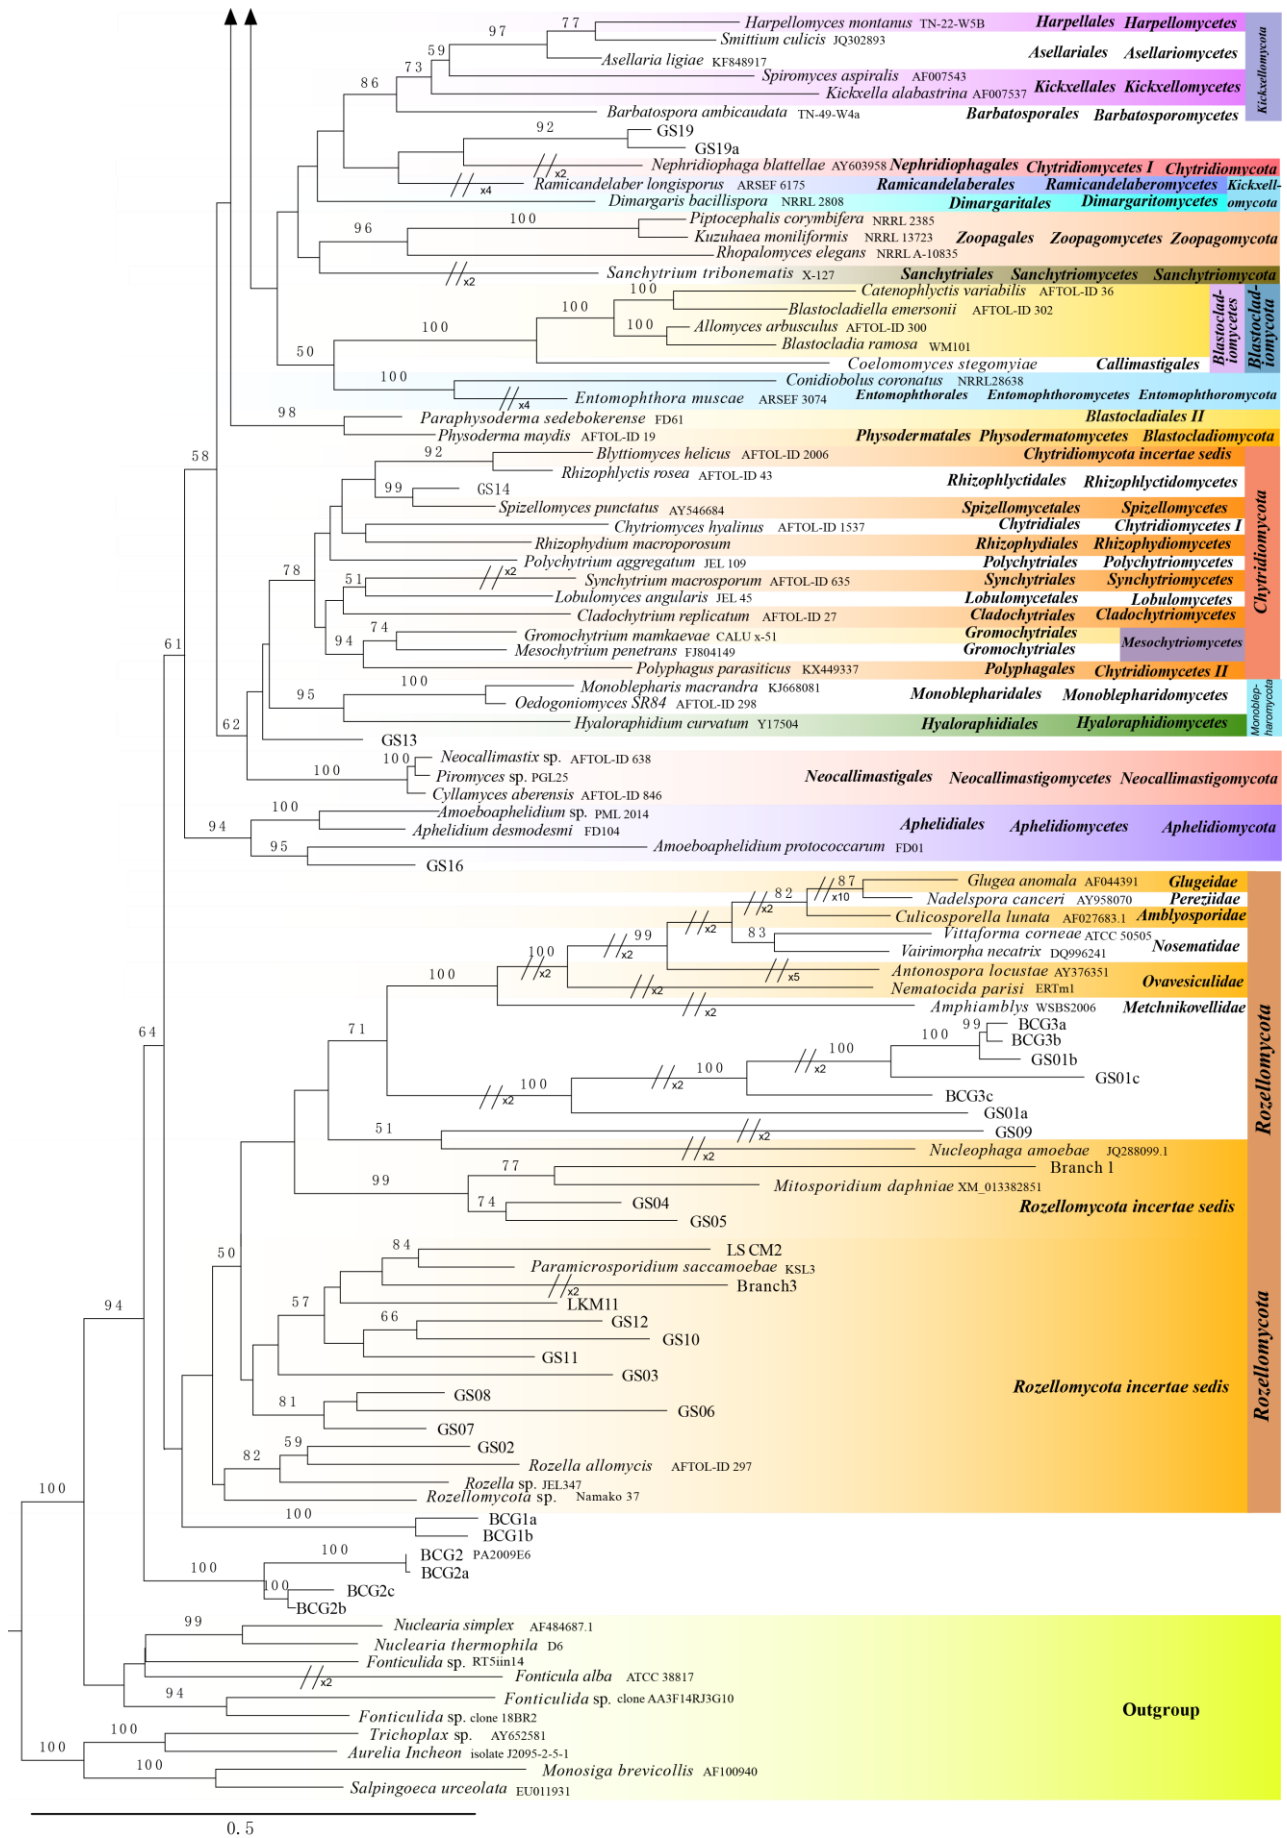 77 Harpellomyces montanus TN-22-W5B Harpellales Harpellomycetes
97 Smittium culicis JQ302893
59 Asellaria ligiae KF848917 Asellariales Asellariomycetes
Kickxellomycota
73 Spiromyces aspiralis AF007543
86 Kickxella alabastrina AF007537 Kickxellales Kickxellomycetes
Barbatospora ambicaudata TN-49-W4a Barbatosporales Barbatosporomycetes
92 GS19
GS19a
x2 Nephridiophaga blattellae AY603958 Nephridiophagales Chytridiomycetes I Chytridiomycota
x4 Ramicandelaber longisporus ARSEF 6175 Ramicandelaberales Ramicandelaberomycetes Kickxell-
Dimargaris bacillispora NRRL 2808 Dimargaritales Dimargaritomycetes omycota
100 Piptocephalis corymbifera NRRL 2385
96 Kuzuhaea moniliformis NRRL 13723 Zoopagales Zoopagomycetes Zoopagomycota
Rhopalomyces elegans NRRL A-10835
x2 Sanchytrium tribonematis X-127 Sanchytriales Sanchytriomycetes Sanchytriomycota
100 Catenophlyctis variabilis AFTOL-ID 36
100 Blastocladiella emersonii AFTOL-ID 302
100 100 Allomyces arbusculus AFTOL-ID 300
Blastocladia ramosa WM101
Blastoclad-
iomycetes
Blastoclad-
iomycota
50 Coelomomyces stegomyiae Callimastigales
100 Conidiobolus coronatus NRRL28638
x4 Entomophthora muscae ARSEF 3074 Entomophthorales Entomophthoromycetes Entomophthoromycota
98 Paraphysoderma sedebokerense FD61 Blastocladiales II
Physoderma maydis AFTOL-ID 19 Physodermatales Physodermatomycetes Blastocladiomycota
58 92 Blyttiomyces helicus AFTOL-ID 2006 Chytridiomycota incertae sedis
Rhizophlyctis rosea AFTOL-ID 43 Rhizophlyctidales Rhizophlyctidomycetes
99 GS14
Spizellomyces punctatus AY546684 Spizellomycetales Spizellomycetes
Chytriomyces hyalinus AFTOL-ID 1537 Chytridiales Chytridiomycetes I
Rhizophydium macroporosum Rhizophydiales Rhizophydiomycetes
Polychytrium aggregatum JEL 109 Polychytriales Polychytriomycetes
Chytridiomycota
78 51 x2 Synchytrium macrosporum AFTOL-ID 635 Synchytriales Synchytriomycetes
Lobulomyces angularis JEL 45 Lobulomycetales Lobulomycetes
Cladochytrium replicatum AFTOL-ID 27 Cladochytriales Cladochytriomycetes
74 Gromochytrium mamkaevae CALU x-51 Gromochytriales
61 94 Mesochytrium penetrans FJ804149 Gromochytriales Mesochytriomycetes
Polyphagus parasiticus KX449337 Polyphagales Chytridiomycetes II
100 Monoblepharis macrandra KJ668081
95 Oedogoniomyces SR84 AFTOL-ID 298 Monoblepharidales Monoblepharidomycetes
Monoblep-
haromycota
62 Hyaloraphidium curvatum Y17504 Hyaloraphidiales Hyaloraphidiomycetes
GS13
100 Neocallimastix sp. AFTOL-ID 638
100 Piromyces sp. PGL25 Neocallimastigales Neocallimastigomycetes Neocallimastigomycota
Cyllamyces aberensis AFTOL-ID 846
100 Amoeboaphelidium sp. PML 2014
94 Aphelidium desmodesmi FD104 Aphelidiales Aphelidiomycetes Aphelidiomycota
95 Amoeboaphelidium protococcarum FD01
GS16
87 x10 Glugea anomala AF044391 Glugeidae
82 x2 Nadelspora canceri AY958070 Pereziidae
x2 Culicosporella lunata AF027683.1 Amblyosporidae
99 83 Vittaforma corneae ATCC 50505
100 x2 Vairimorpha necatrix DQ996241 Nosematidae
100 x2 x5 Antonospora locustae AY376351
x2 Nematocida parisi ERTm1 Ovavesiculidae
x2 Amphiamblys WSBS2006 Metchnikovellidae
64 71 99 BCG3a
100 BCG3b
100 x2 GS01b
100 x2 GS01c
100 x2 BCG3c
GS01a
51 x2 GS09
Rozellomycota
x2 Nucleophaga amoebae JQ288099.1
77 Branch 1
99 Mitosporidium daphniae XM_013382851
74 GS04 Rozellomycota incertae sedis
GS05
50 84 LS CM2
Paramicrosporidium saccamoebae KSL3
x2 Branch3
94 57 LKM11
66 GS12
GS10
GS11
GS03
Rozellomycota incertae sedis
Rozellomycota
81 GS08
GS06
GS07
59 GS02
82 Rozella allomycis AFTOL-ID 297
Rozella sp. JEL347
100 Rozellomycota sp. Namako 37
100 BCG1a
BCG1b
100 BCG2 PA2009E6
100 BCG2a
100 BCG2c
BCG2b
99 Nuclearia simplex AF484687.1
Nuclearia thermophila D6
Fonticulida sp. RT5iin14
x2 Fonticula alba ATCC 38817
94 Fonticulida sp. clone AA3F14RJ3G10
Fonticulida sp. clone 18BR2 Outgroup
100 Trichoplax sp. AY652581
100 Aurelia Incheon isolate J2095-2-5-1
100 Monosiga brevicollis AF100940
Salpingoeca urceolata EU011931
0.5